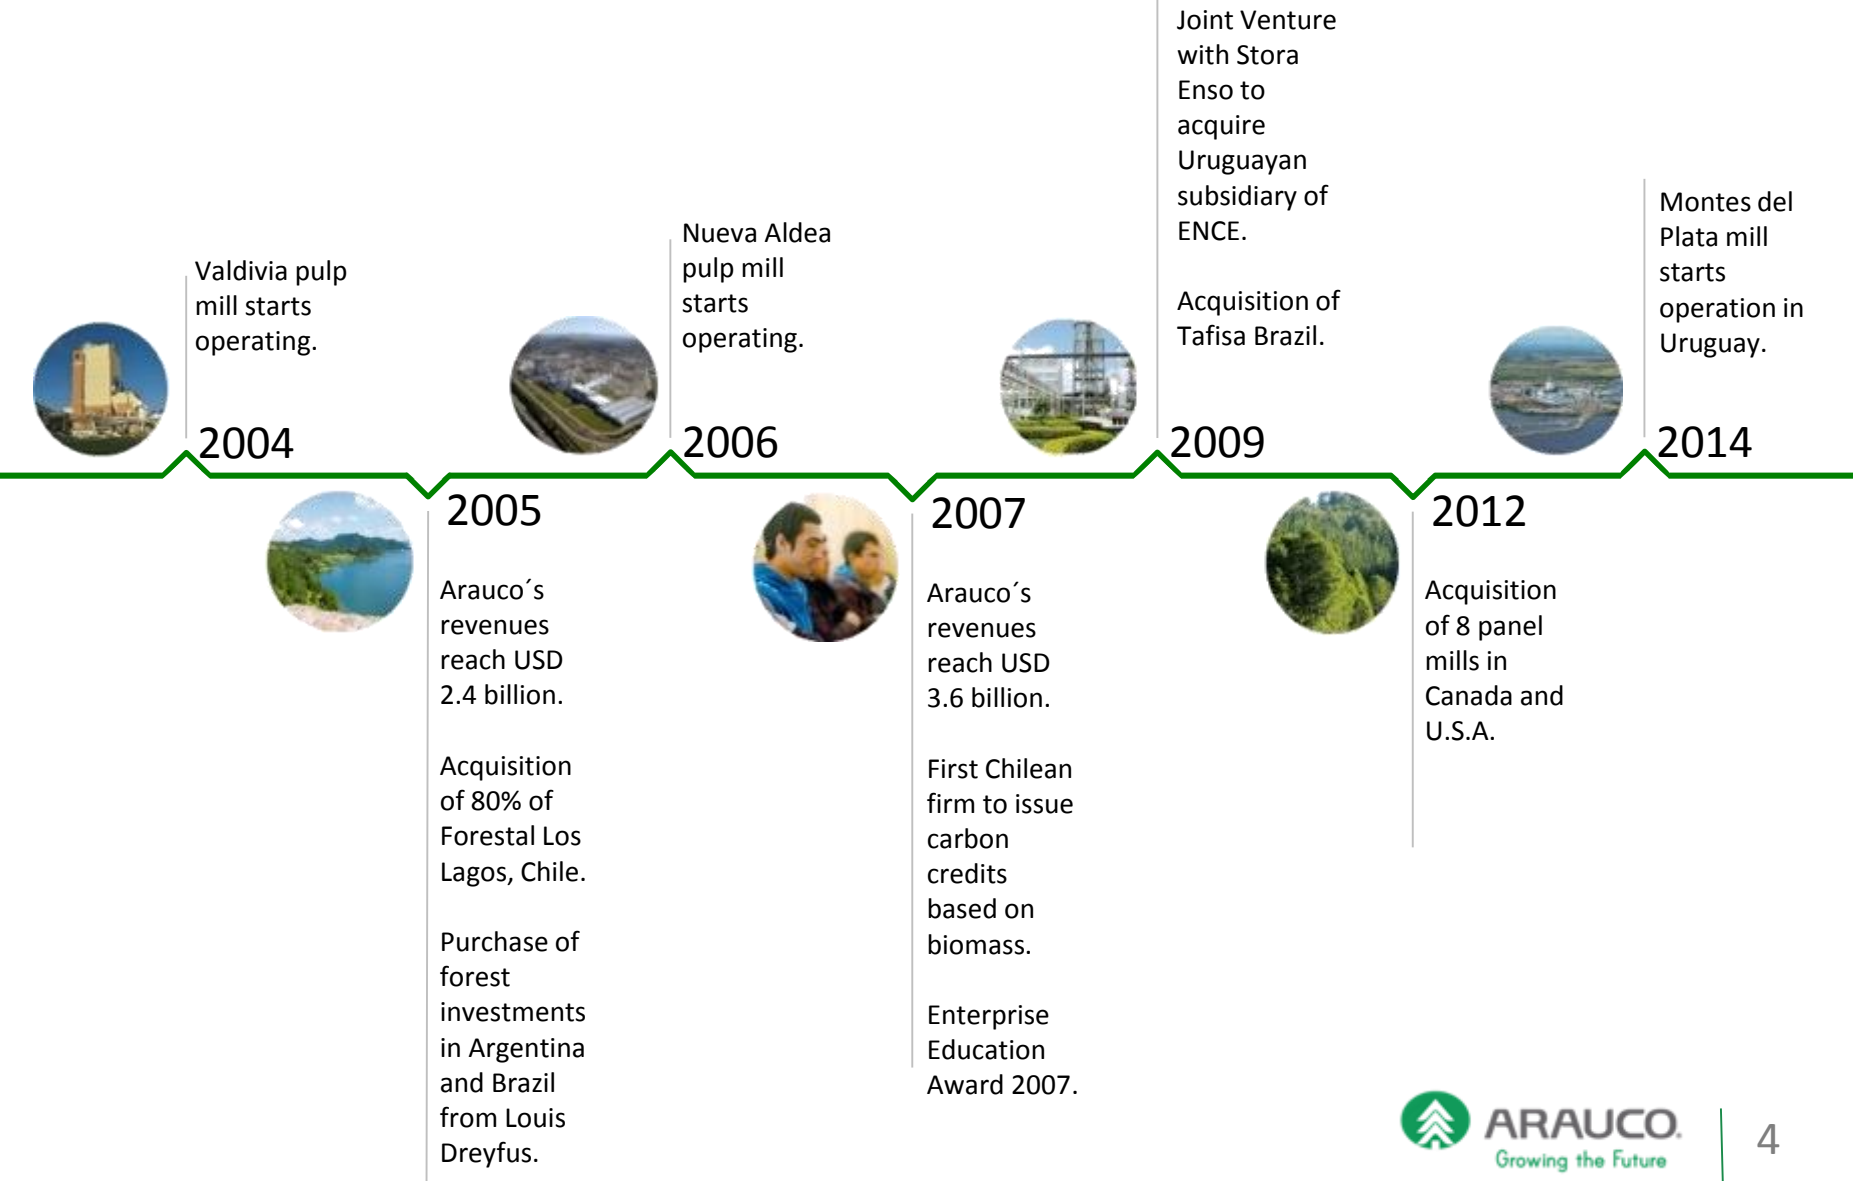 Valdivia pulp
mill starts
operating.
2004
2005
Arauco´s
revenues
reach USD
2.4 billion.
Acquisition
of 80% of
Forestal Los
Lagos, Chile.
Purchase of
forest
investments
in Argentina
and Brazil
from Louis
Dreyfus.
Nueva Aldea
pulp mill
starts
operating.
2006
2007
Arauco´s
revenues
reach USD
3.6 billion.
First Chilean
firm to issue
carbon
credits
based on
biomass.
Enterprise
Education
Award 2007.
Joint Venture
with Stora
Enso to
acquire
Uruguayan
subsidiary of
ENCE.
Acquisition of
Tafisa Brazil.
2009
2012
Acquisition
of 8 panel
mills in
Canada and
U.S.A.
Montes del
Plata mill
starts
operation in
Uruguay.
2014
ARAUCO.
Growing the Future
4